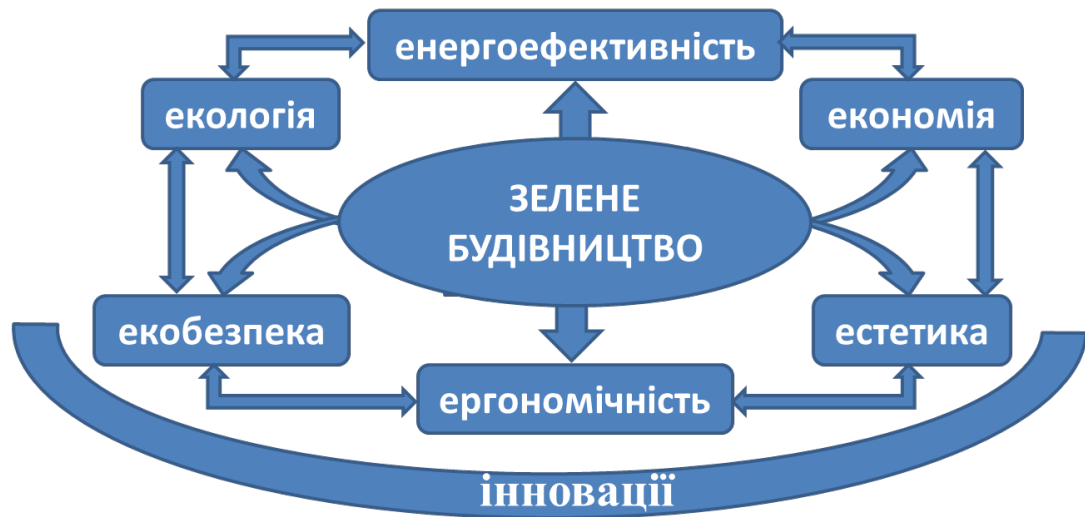 енергоефективність
екологія
економія
ЗЕЛЕНЕ
БУДІВНИЦТВО
екобезпека
естетика
ергономічність
інновації